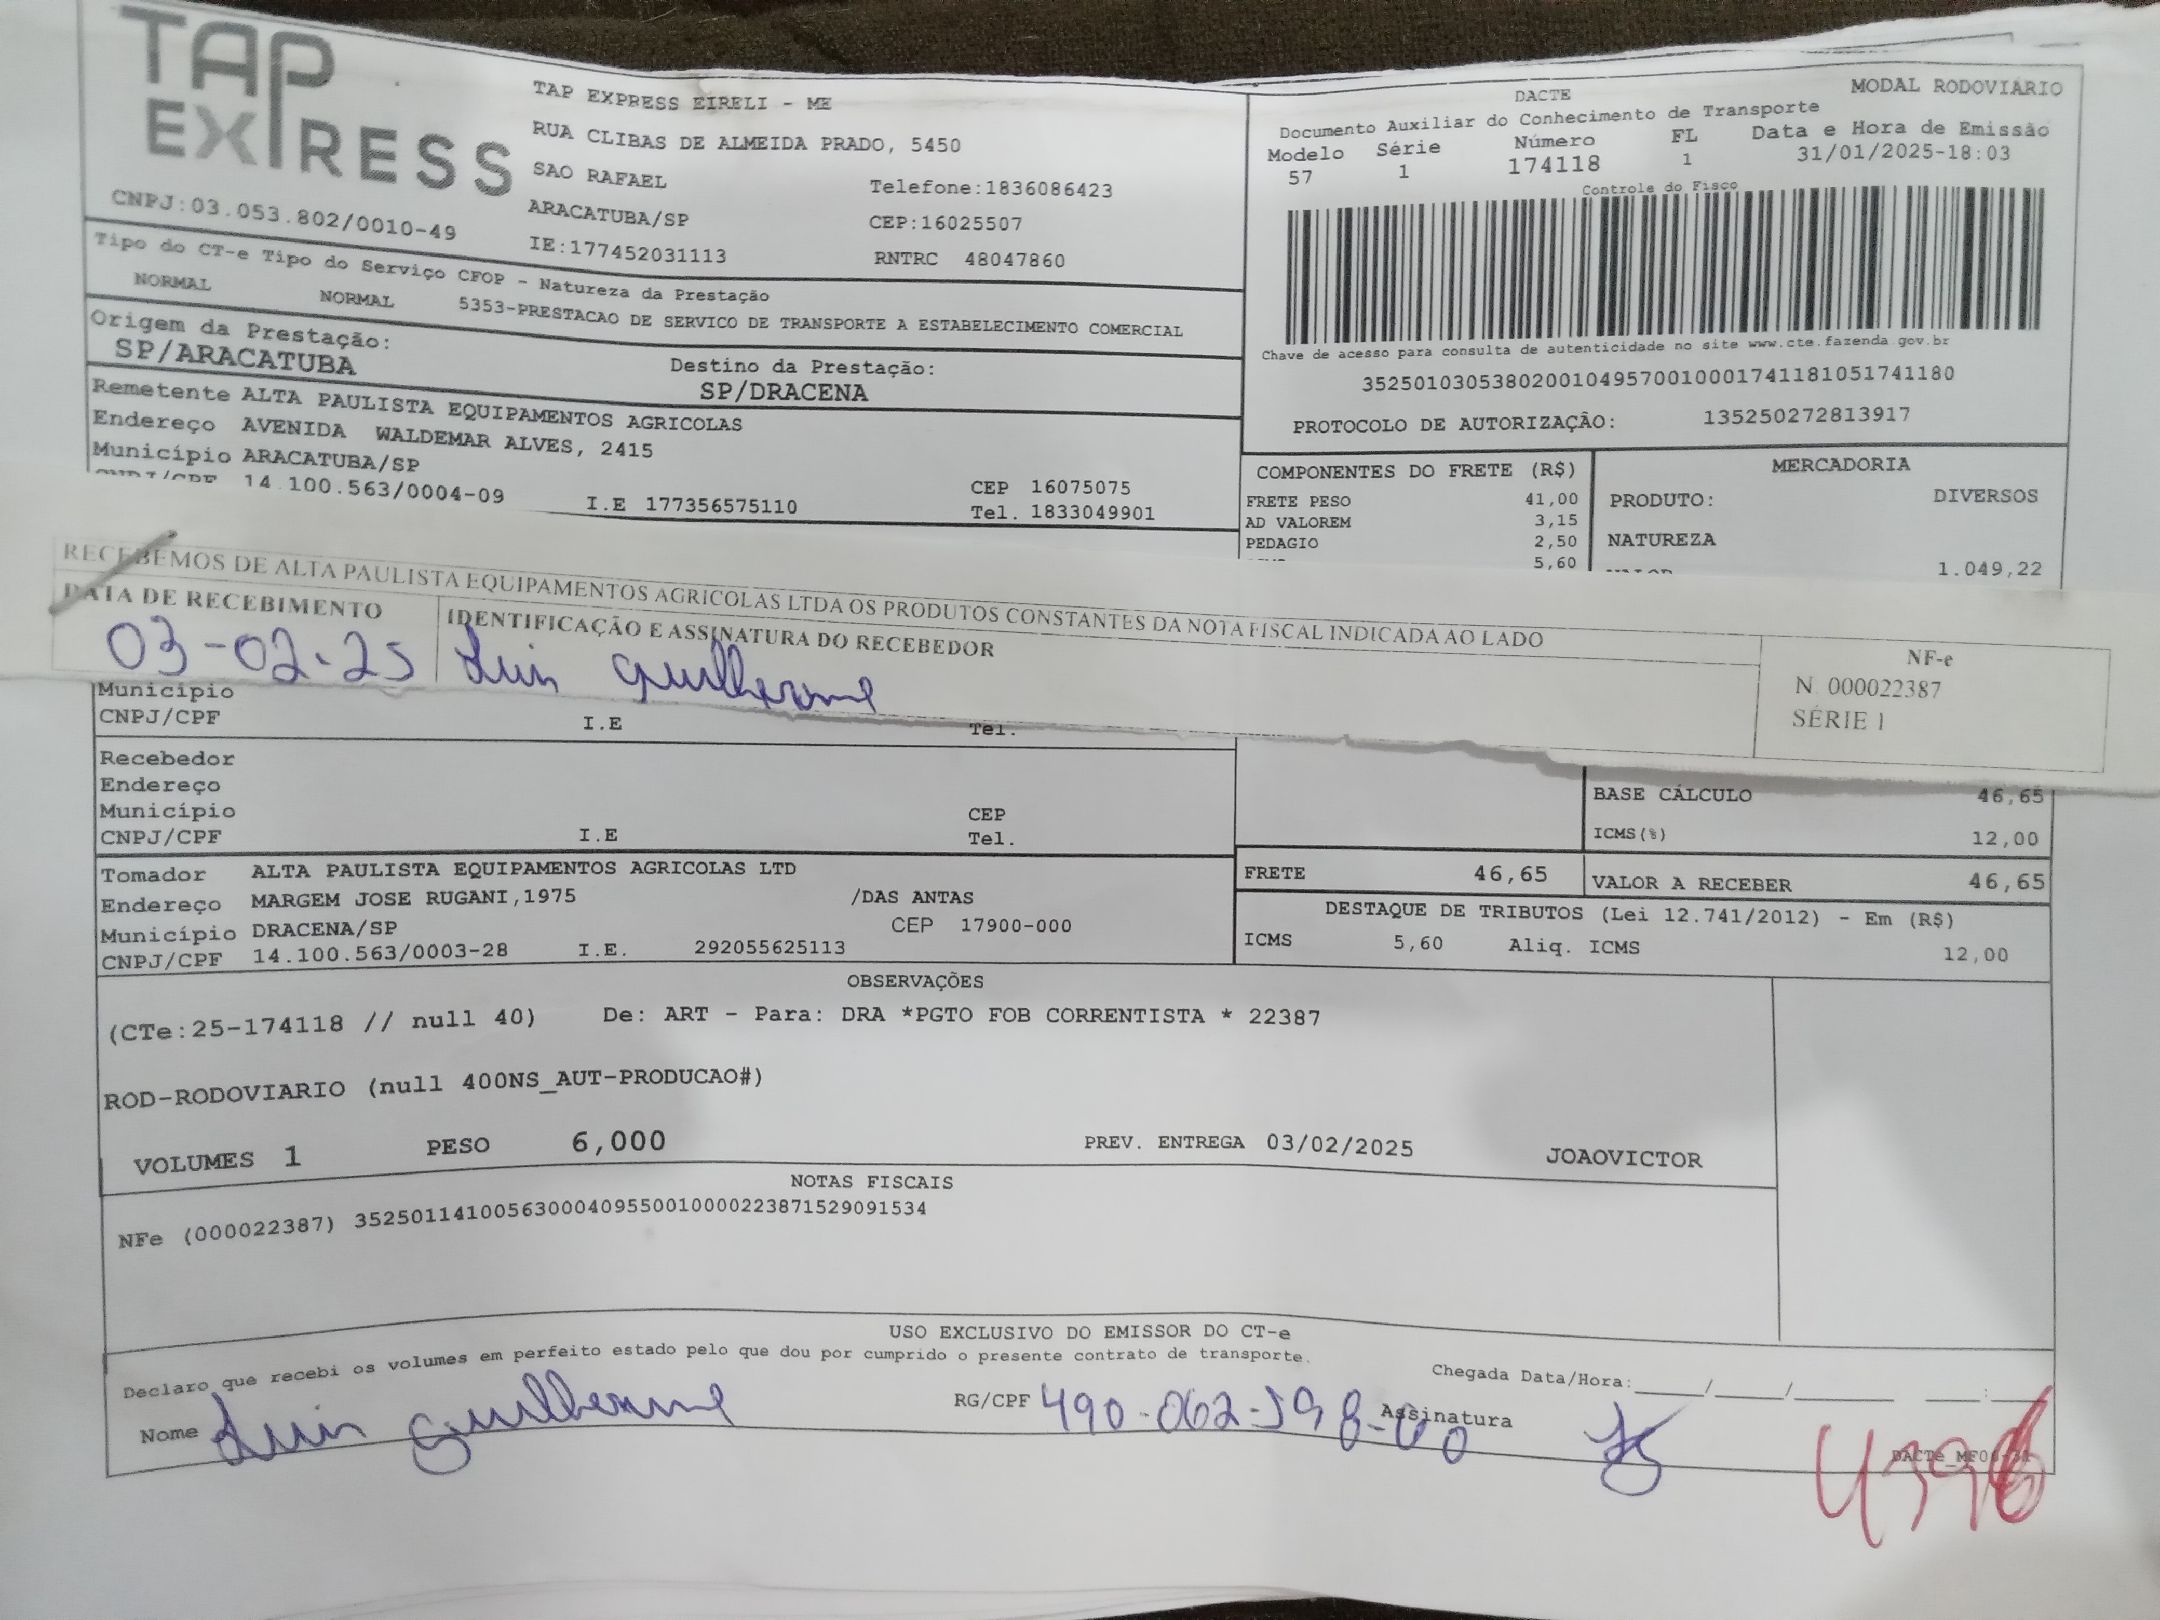 TAP EXPRESS
CNPJ:03.053.802/0010-49
TAP EXPRESS EIRELI - ME
RUA CLIBAS DE ALMEIDA PRADO, 5450
SAO RAFAEL
Telefone:1836086423
ARACATUBA/SP
CEP:16025507
IE:177452031113
RNTRC 48047860
MODAL RODOVIARIO
DACTE
Documento Auxiliar do Conhecimento de Transporte
Modelo Série Número FL Data e Hora de Emissão
57 1 174118 1 31/01/2025-18:03
Controle do Fisco
Chave de acesso para consulta de autenticidade no site www.cte.fazenda.gov.br
35250103053802001049570010001741181051741180
PROTOCOLO DE AUTORIZAÇÃO: 135250272813917
Tipo do CT-e Tipo do Serviço CFOP - Natureza da Prestação
NORMAL NORMAL 5353-PRESTACAO DE SERVICO DE TRANSPORTE A ESTABELECIMENTO COMERCIAL
Origem da Prestação:
SP/ARACATUBA
Destino da Prestação:
SP/DRACENA
Remetente ALTA PAULISTA EQUIPAMENTOS AGRICOLAS
Endereço AVENIDA WALDEMAR ALVES, 2415
Município ARACATUBA/SP CEP 16075075
CNPJ/CPF 14.100.563/0004-09 I.E 177356575110 Tel. 1833049901
COMPONENTES DO FRETE (R$)
FRETE PESO 41,00
AD VALOREM 3,15
PEDAGIO 2,50
5,60
MERCADORIA
PRODUTO: DIVERSOS
NATUREZA
VALOR 1.049,22
RECEBEMOS DE ALTA PAULISTA EQUIPAMENTOS AGRICOLAS LTDA OS PRODUTOS CONSTANTES DA NOTA FISCAL INDICADA AO LADO
DATA DE RECEBIMENTO IDENTIFICAÇÃO E ASSINATURA DO RECEBEDOR
03-02-25 Luis Guilherme
NF-e
N. 000022387
SÉRIE 1
Município
CNPJ/CPF I.E Tel.
Recebedor
Endereço
Município CEP
CNPJ/CPF I.E Tel.
BASE CÁLCULO 46,65
ICMS(%) 12,00
Tomador ALTA PAULISTA EQUIPAMENTOS AGRICOLAS LTD
Endereço MARGEM JOSE RUGANI,1975 /DAS ANTAS
Município DRACENA/SP CEP 17900-000
CNPJ/CPF 14.100.563/0003-28 I.E. 292055625113
FRETE 46,65 VALOR A RECEBER 46,65
DESTAQUE DE TRIBUTOS (Lei 12.741/2012) - Em (R$)
ICMS 5,60 Aliq. ICMS 12,00
OBSERVAÇÕES
(CTe:25-174118 // null 40) De: ART - Para: DRA *PGTO FOB CORRENTISTA * 22387
ROD-RODOVIARIO (null 400NS_AUT-PRODUCAO#)
VOLUMES 1 PESO 6,000 PREV. ENTREGA 03/02/2025 JOAOVICTOR
NOTAS FISCAIS
NFe (000022387) 35250114100563000409550010000223871529091534
USO EXCLUSIVO DO EMISSOR DO CT-e
Declaro que recebi os volumes em perfeito estado pelo que dou por cumprido o presente contrato de transporte.
Chegada Data/Hora:_____/_____/_______ ____:____
Nome Luis Guilherme RG/CPF 490-062-598-60 Assinatura